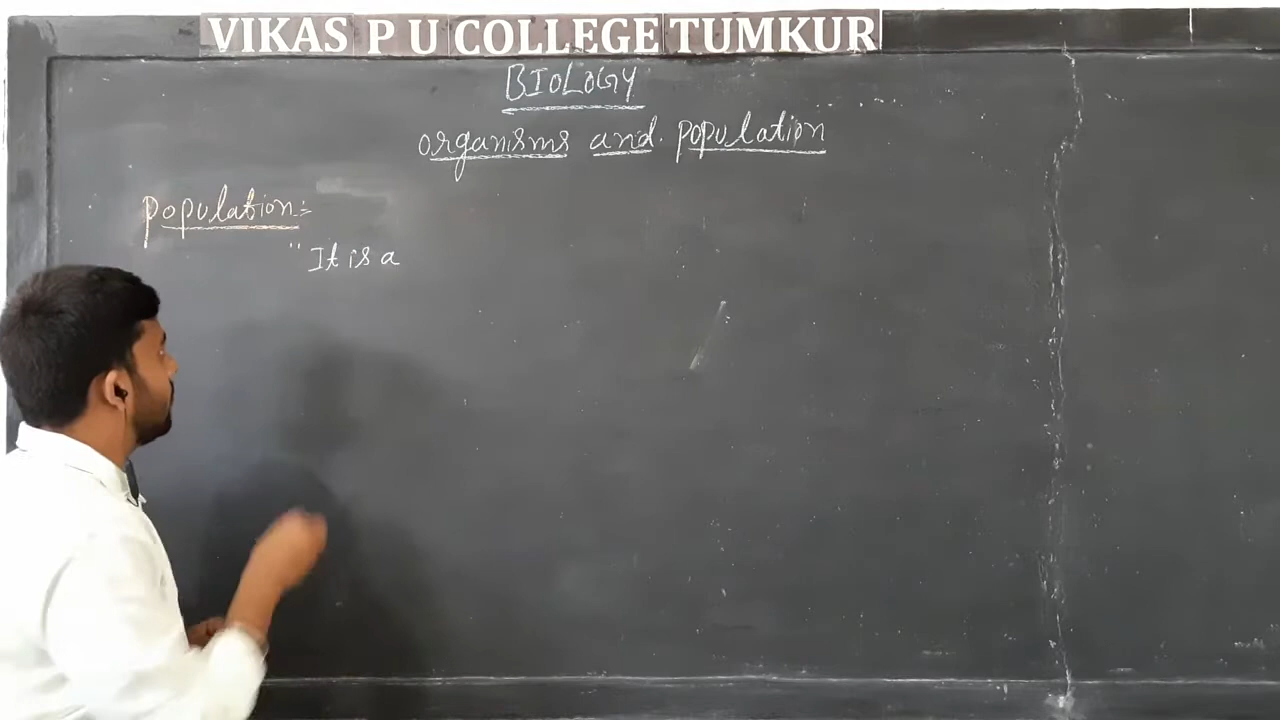 VIKAS P U COLLEGE TUMKUR
BIOLOGY
organisms and population
population:-
" It is a